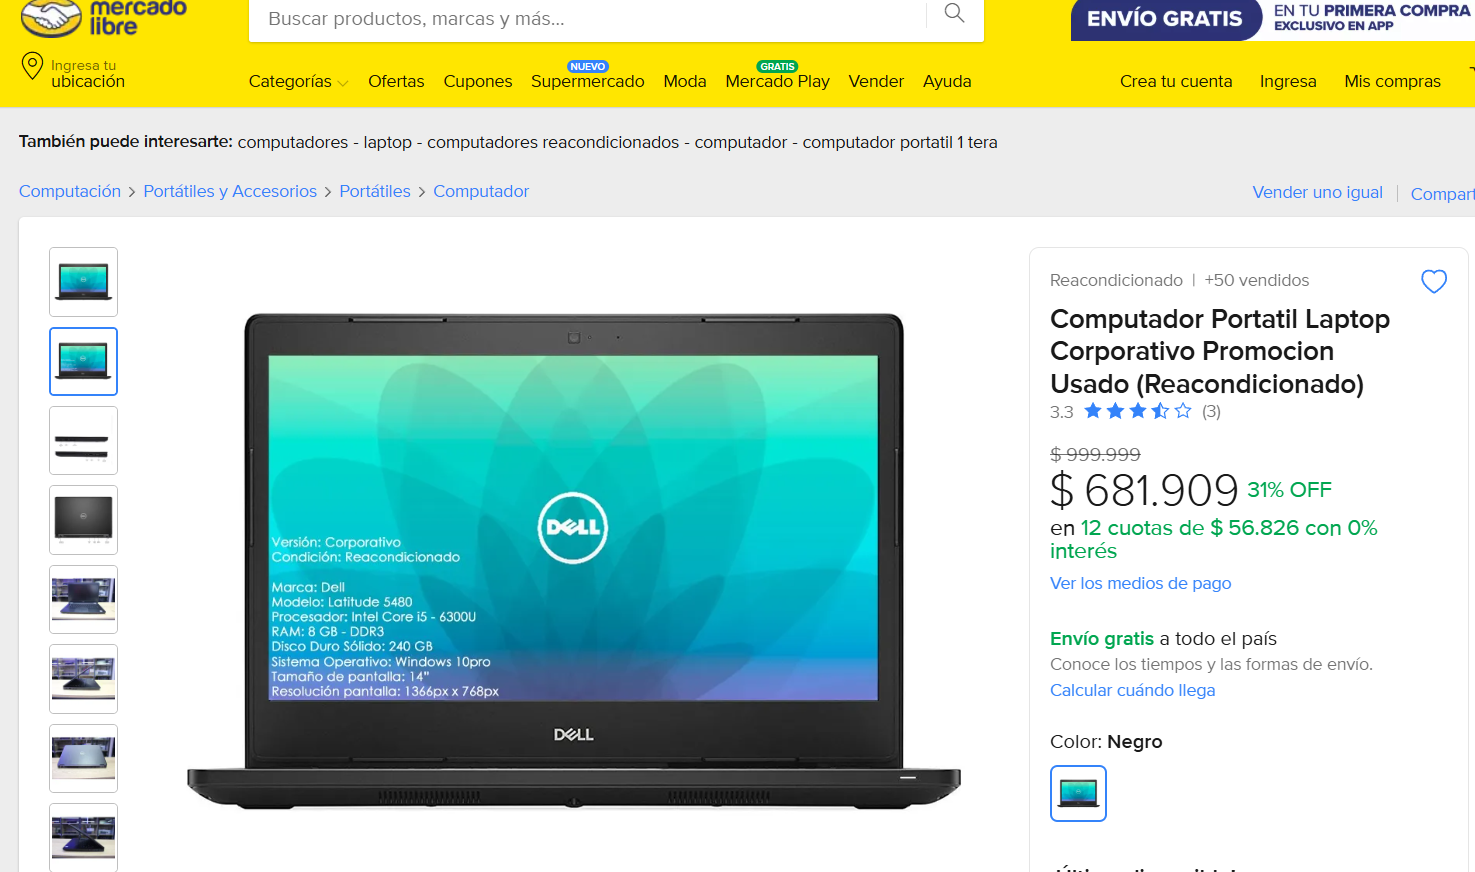 mercado
libre
Buscar productos, marcas y más...
ENVÍO GRATIS
EN TU PRIMERA COMPRA
EXCLUSIVO EN APP
Ingresa tu
ubicación
Categorías
Ofertas
Cupones
NUEVO
Supermercado
Moda
GRATIS
Mercado Play
Vender
Ayuda
Crea tu cuenta
Ingresa
Mis compras
También puede interesarte: computadores - laptop - computadores reacondicionados - computador - computador portatil 1 tera
Computación > Portátiles y Accesorios > Portátiles > Computador
Vender uno igual | Compart
DELL
Versión: Corporativo
Condición: Reacondicionado
Marca: Dell
Modelo: Latitude 5480
Procesador: Intel Core i5 - 6300U
RAM: 8 GB - DDR3
Disco Duro Sólido: 240 GB
Sistema Operativo: Windows 10pro
Tamaño de pantalla: 14"
Resolución pantalla: 1366px x 768px
DELL
Reacondicionado | +50 vendidos
Computador Portatil Laptop
Corporativo Promocion
Usado (Reacondicionado)
3.3 (3)
$ 999.999
$ 681.909 31% OFF
en 12 cuotas de $ 56.826 con 0%
interés
Ver los medios de pago
Envío gratis a todo el país
Conoce los tiempos y las formas de envío.
Calcular cuándo llega
Color: Negro